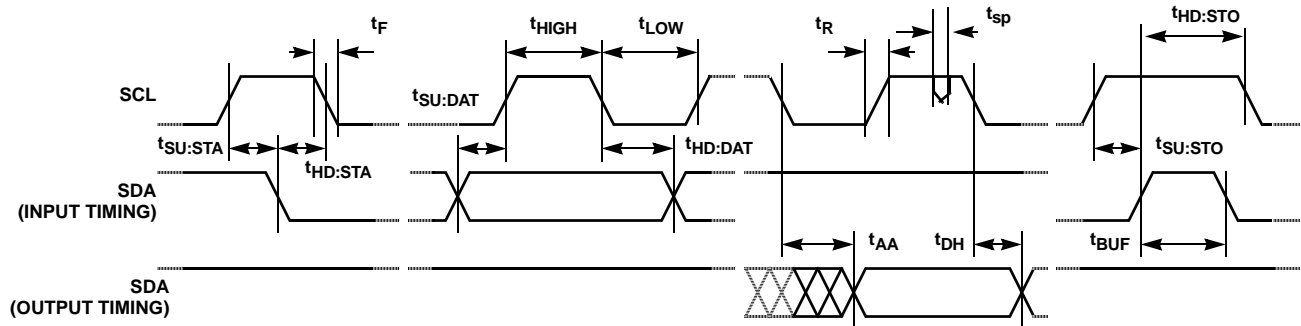 tF
tHIGH
tLOW
tR
tsp
tHD:STO
SCL
tSU:DAT
tSU:STA
tHD:STA
tHD:DAT
tSU:STO
SDA
(INPUT TIMING)
tAA
tDH
tBUF
SDA
(OUTPUT TIMING)